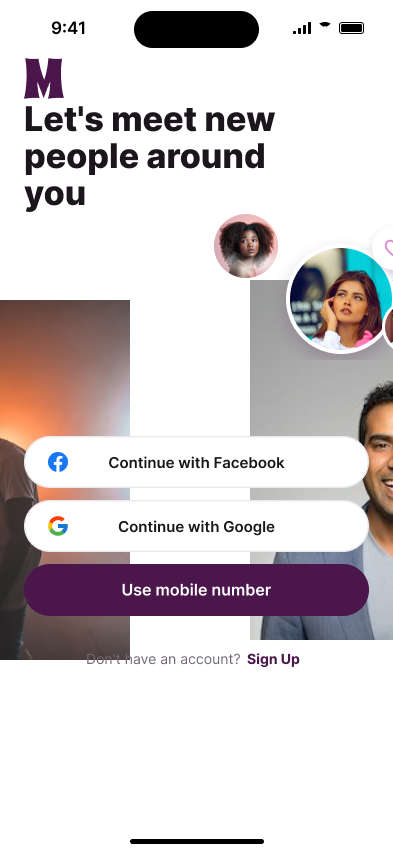 9:41
M
Let's meet new
people around
you
Continue with Facebook
Continue with Google
Use mobile number
Don't have an account? Sign Up